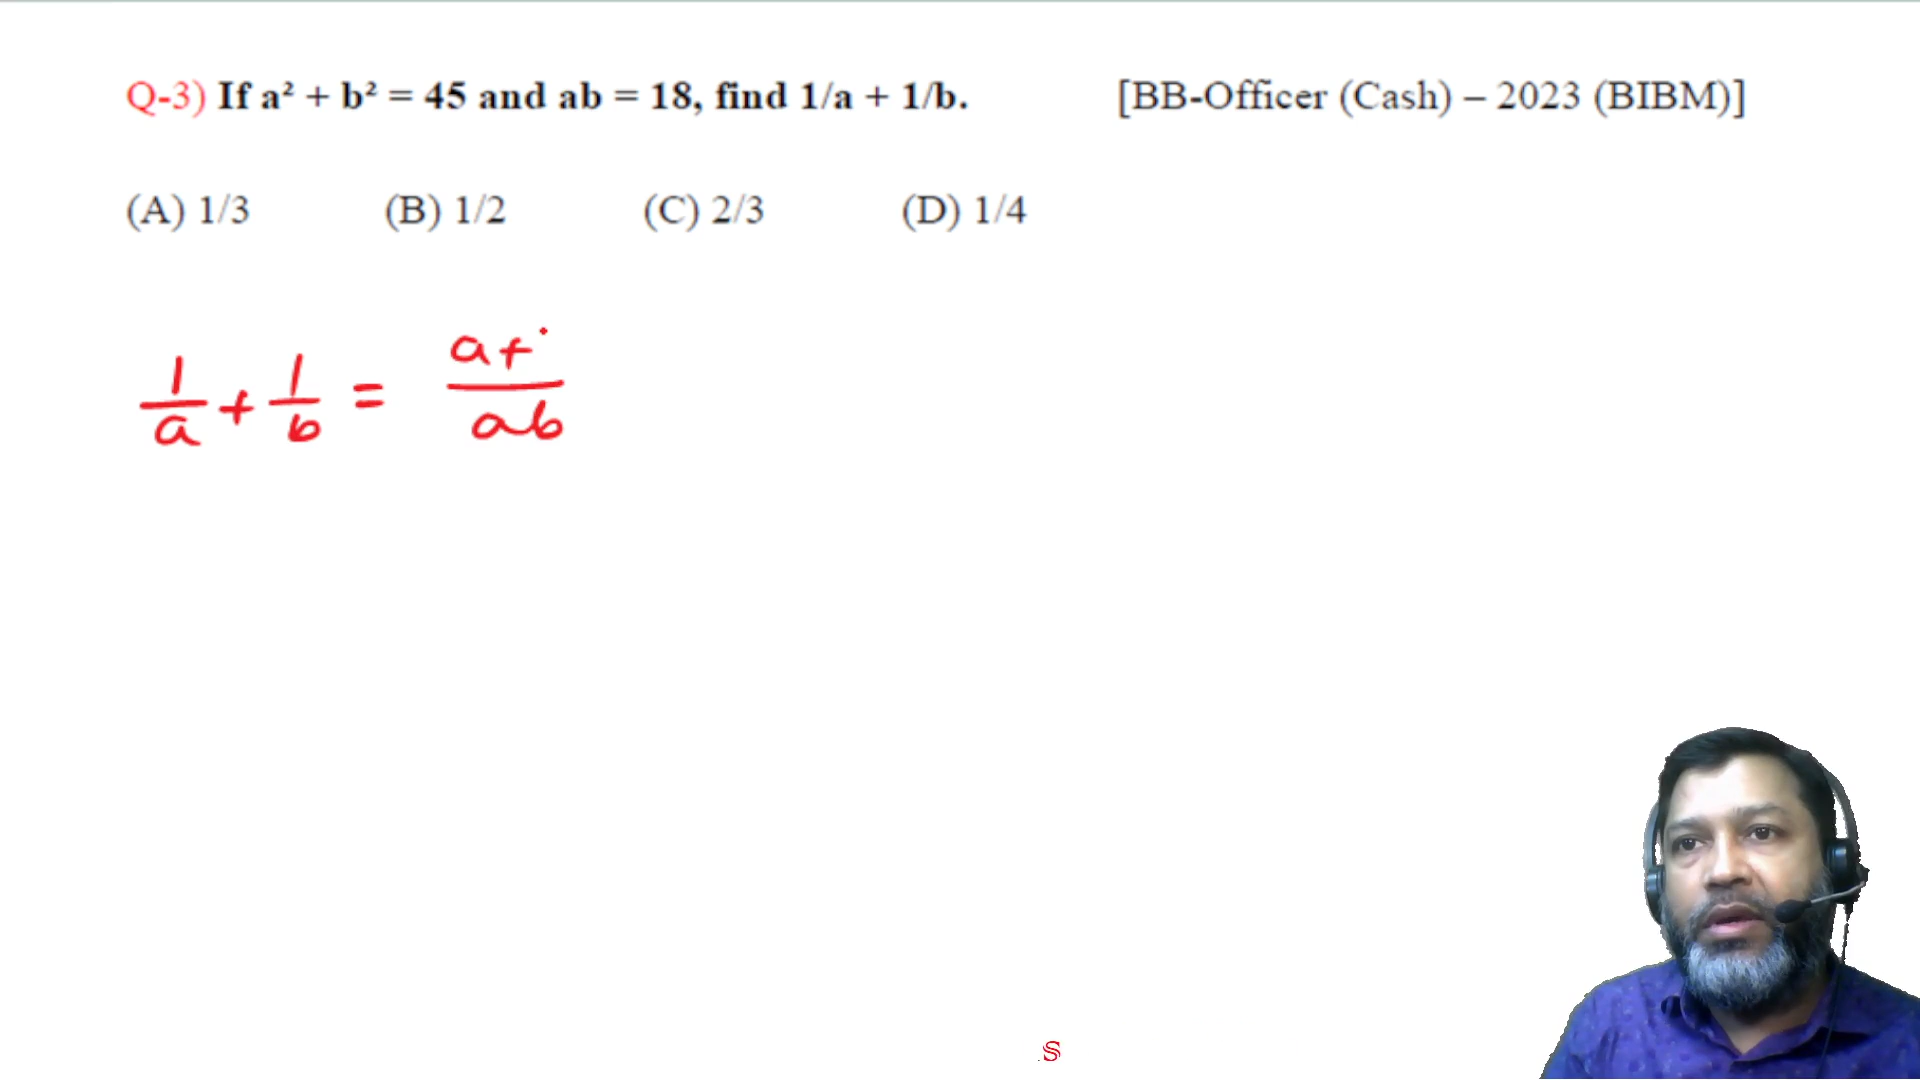 Q-3) If a² + b² = 45 and ab = 18, find 1/a + 1/b. [BB-Officer (Cash) – 2023 (BIBM)]
(A) 1/3 (B) 1/2 (C) 2/3 (D) 1/4
1/a + 1/b = a+/ab
S